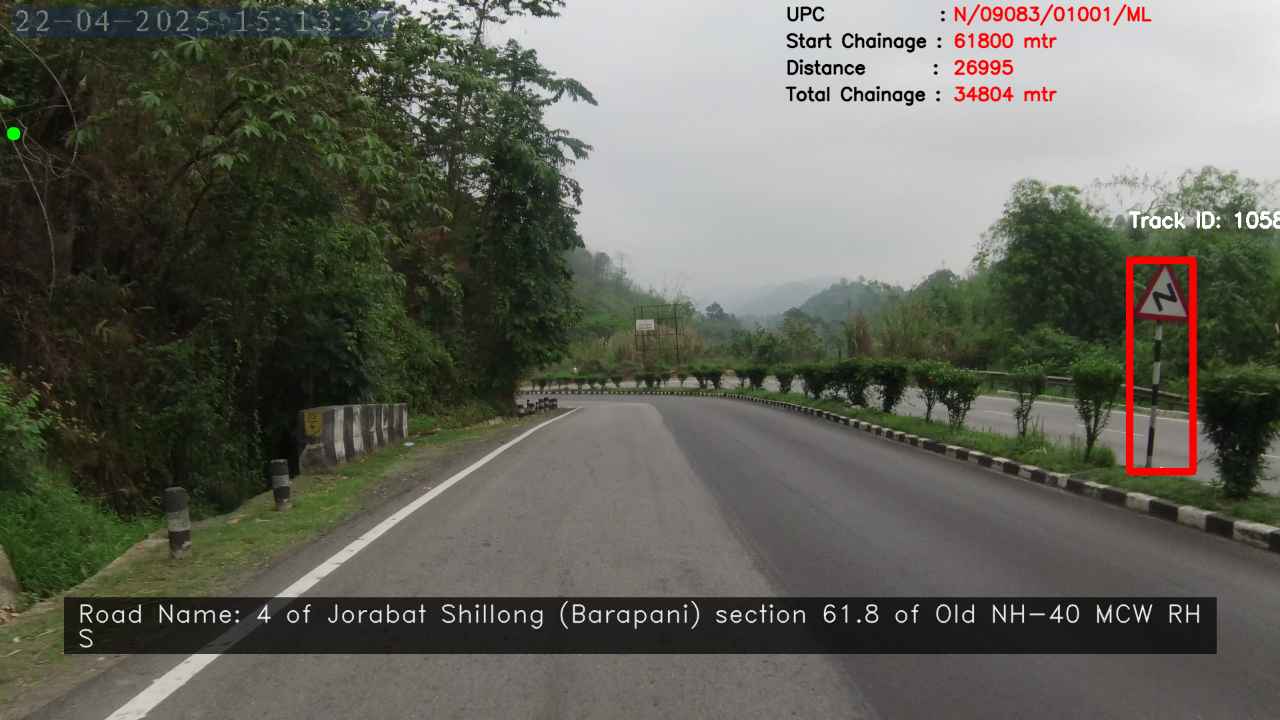 22-04-2025 15:13:37
UPC : N/09083/01001/ML
Start Chainage : 61800 mtr
Distance : 26995
Total Chainage : 34804 mtr
Track ID: 1058
Road Name: 4 of Jorabat Shillong (Barapani) section 61.8 of Old NH-40 MCW RH
S